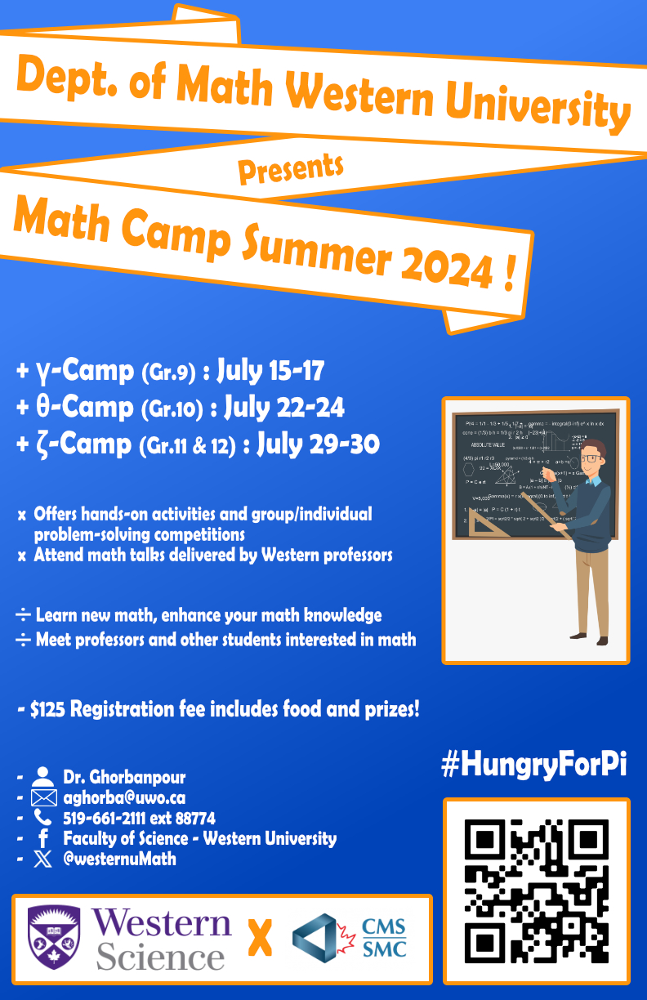 Dept. of Math Western University
Presents
Math Camp Summer 2024 !
+ γ-Camp (Gr.9) : July 15-17
+ θ-Camp (Gr.10) : July 22-24
+ ζ-Camp (Gr.11 & 12) : July 29-30
x Offers hands-on activities and group/individual
problem-solving competitions
x Attend math talks delivered by Western professors
÷ Learn new math, enhance your math knowledge
÷ Meet professors and other students interested in math
- $125 Registration fee includes food and prizes!
- Dr. Ghorbanpour
- aghorba@uwo.ca
- 519-661-2111 ext 88774
- Faculty of Science - Western University
- @westernuMath
ABSOLUTE VALUE
#HungryForPi
Western
Science
X
CMS
SMC